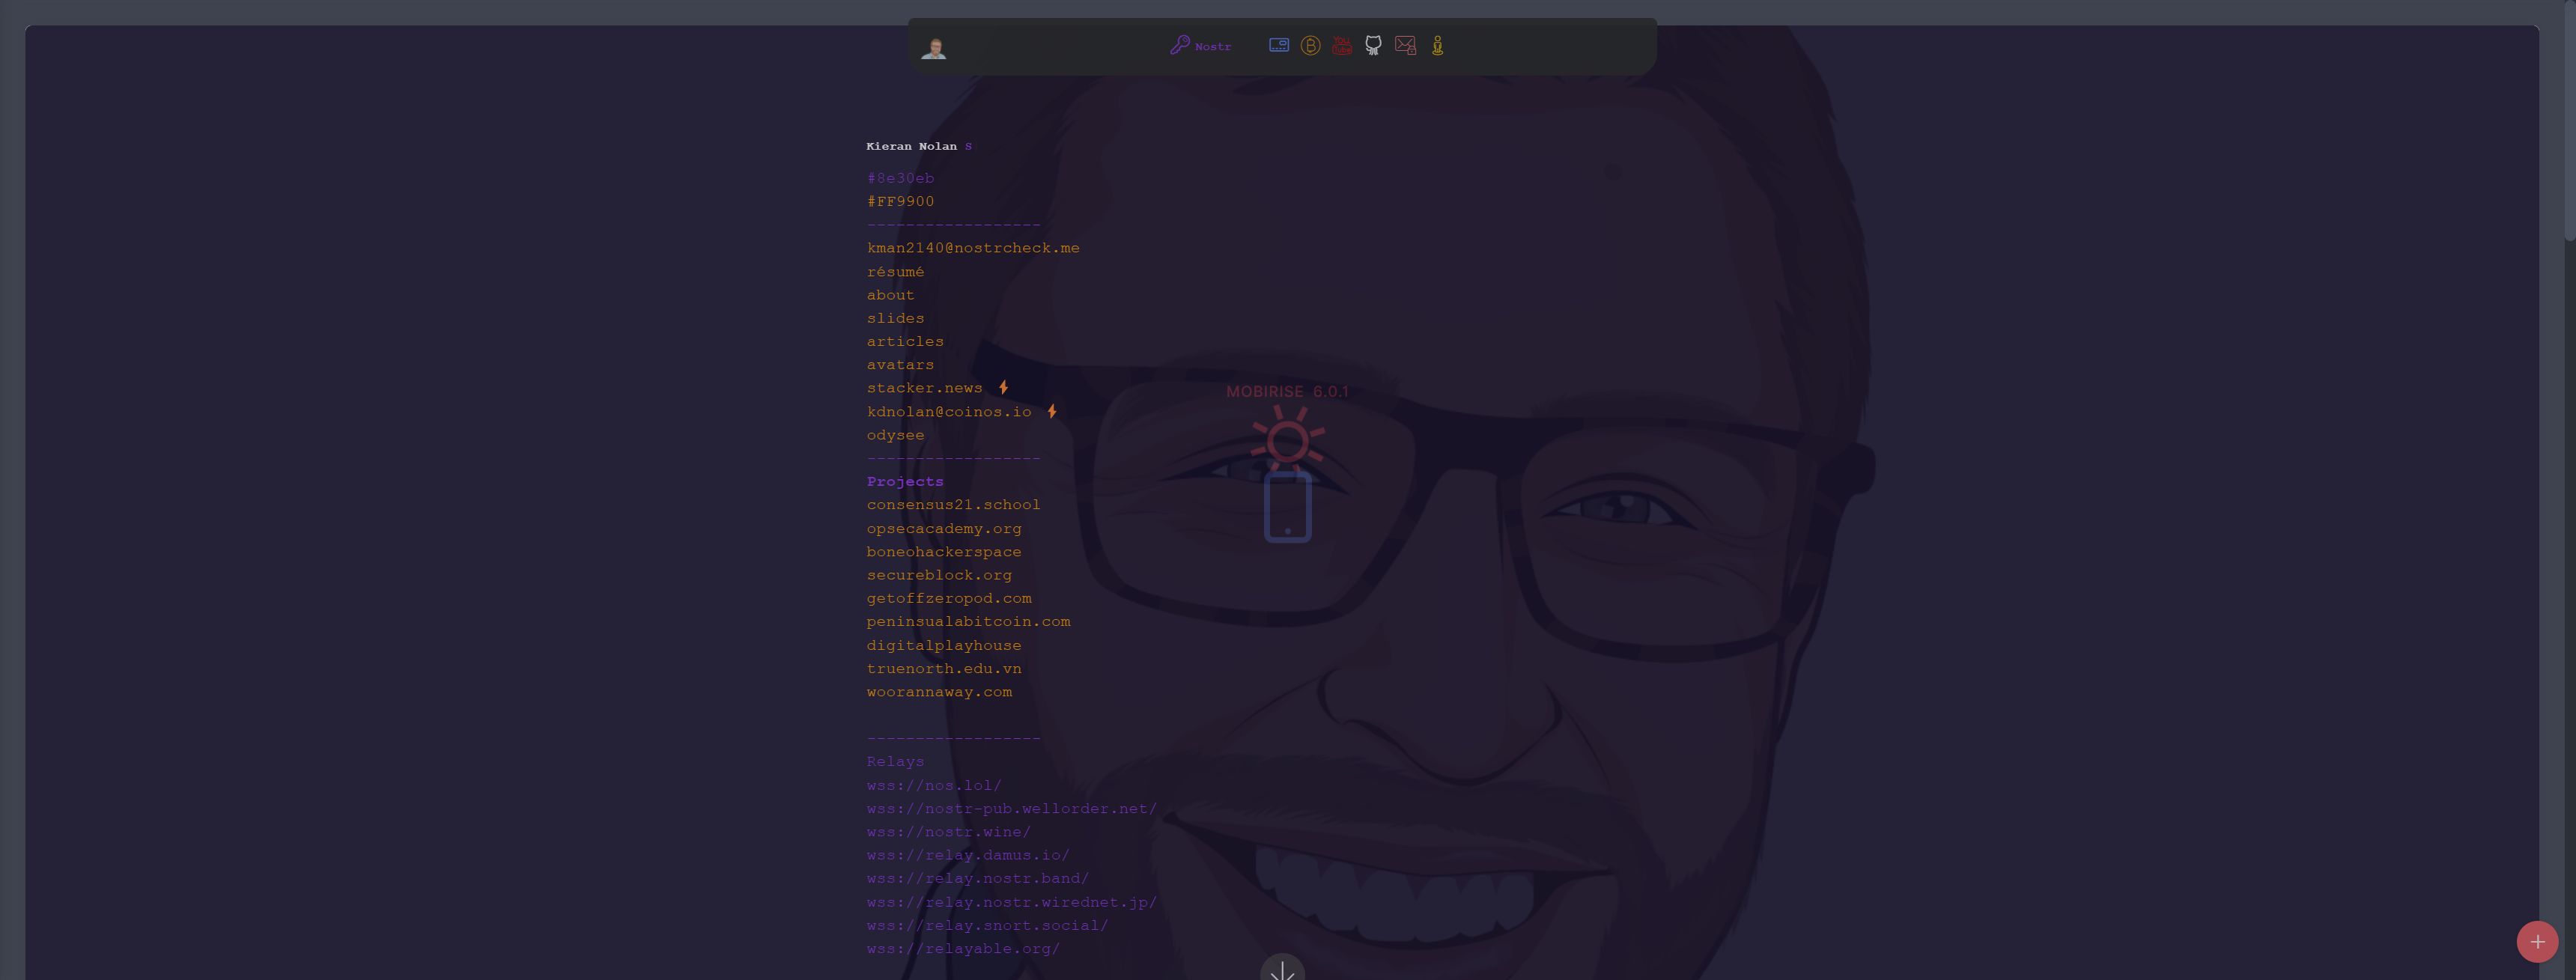 Nostr
YOU
Kieran Nolan S
#8e30eb
#FF9900
------------------
kman2140@nostrcheck.me
résumé
about
slides
articles
avatars
stacker.news
kdnolan@coinos.io
odysee
------------------
Projects
consensus21.school
opsecacademy.org
boneohackerspace
secureblock.org
getoffzeropod.com
peninsualabitcoin.com
digitalplayhouse
truenorth.edu.vn
woorannaway.com
------------------
Relays
wss://nos.lol/
wss://nostr-pub.wellorder.net/
wss://nostr.wine/
wss://relay.damus.io/
wss://relay.nostr.band/
wss://relay.nostr.wirednet.jp/
wss://relay.snort.social/
wss://relayable.org/
MOBIRISE 6.0.1